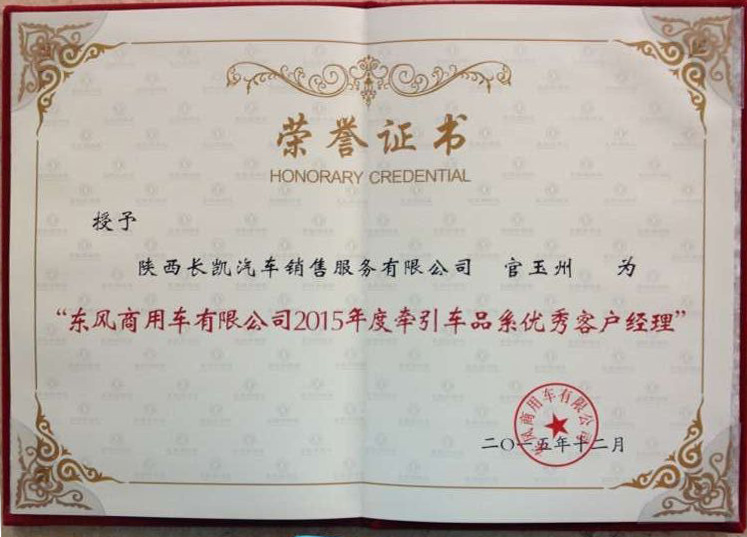 荣誉证书
HONORARY CREDENTIAL
授予
陕西长凯汽车销售服务有限公司 官玉州 为
“东风商用车有限公司2015年度牵引车品系优秀客户经理”
东风商用车有限公司
二〇一五年十二月